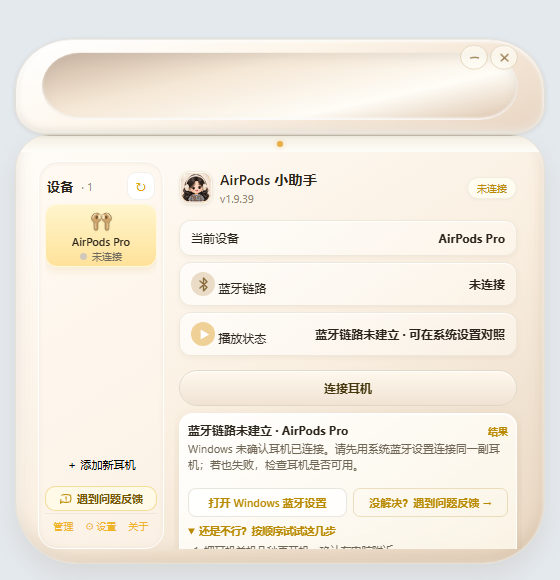 设备 · 1
AirPods Pro
未连接
+ 添加新耳机
遇到问题反馈
管理 设置 关于
AirPods 小助手
v1.9.39
未连接
当前设备 AirPods Pro
蓝牙链路 未连接
播放状态 蓝牙链路未建立 · 可在系统设置对照
连接耳机
蓝牙链路未建立 · AirPods Pro 结果
Windows 未确认耳机已连接。请先用系统蓝牙设置连接同一副耳
机；若也失败，检查耳机是否可用。
打开 Windows 蓝牙设置 没解决？遇到问题反馈 →
▾ 还是不行？按顺序试试这几步